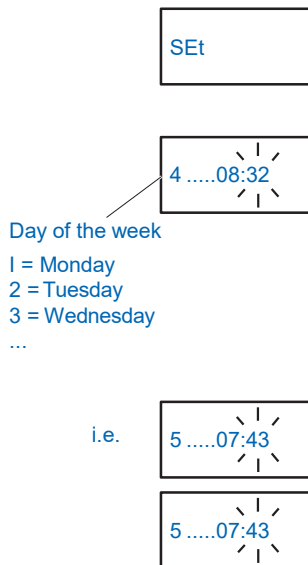 SEt
4 .....08:32
Day of the week
I = Monday
2 = Tuesday
3 = Wednesday
...
i.e.
5 .....07:43
5 .....07:43